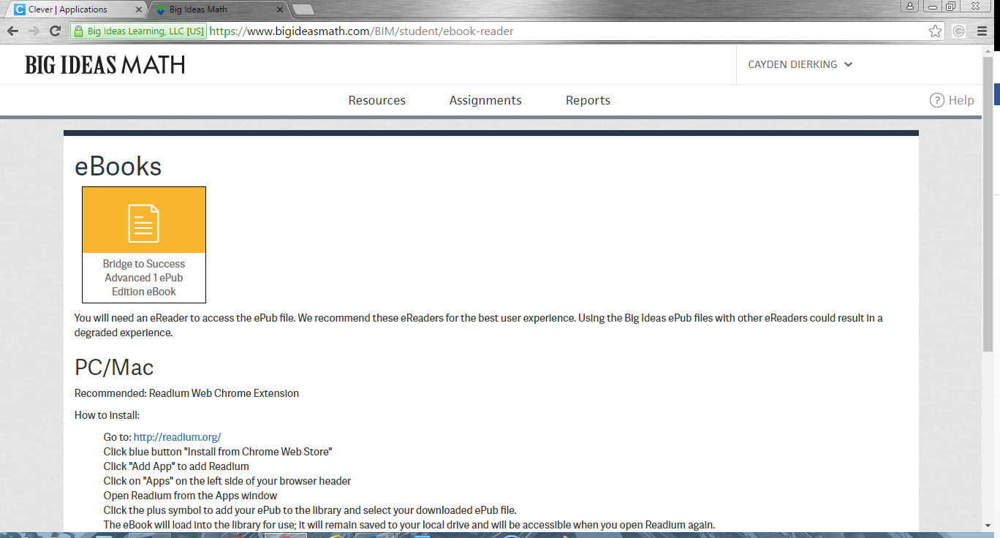 Clever | Applications
Big Ideas Math
Big Ideas Learning, LLC [US] https://www.bigideasmath.com/BIM/student/ebook-reader
BIG IDEAS MATH
CAYDEN DIERKING
Resources Assignments Reports
? Help
eBooks
Bridge to Success
Advanced 1 ePub
Edition eBook
You will need an eReader to access the ePub file. We recommend these eReaders for the best user experience. Using the Big Ideas ePub files with other eReaders could result in a
degraded experience.
PC/Mac
Recommended: Readium Web Chrome Extension
How to install:
Go to: http://readium.org/
Click blue button "Install from Chrome Web Store"
Click "Add App" to add Readium
Click on "Apps" on the left side of your browser header
Open Readium from the Apps window
Click the plus symbol to add your ePub to the library and select your downloaded ePub file.
The eBook will load into the library for use; it will remain saved to your local drive and will be accessible when you open Readium again.